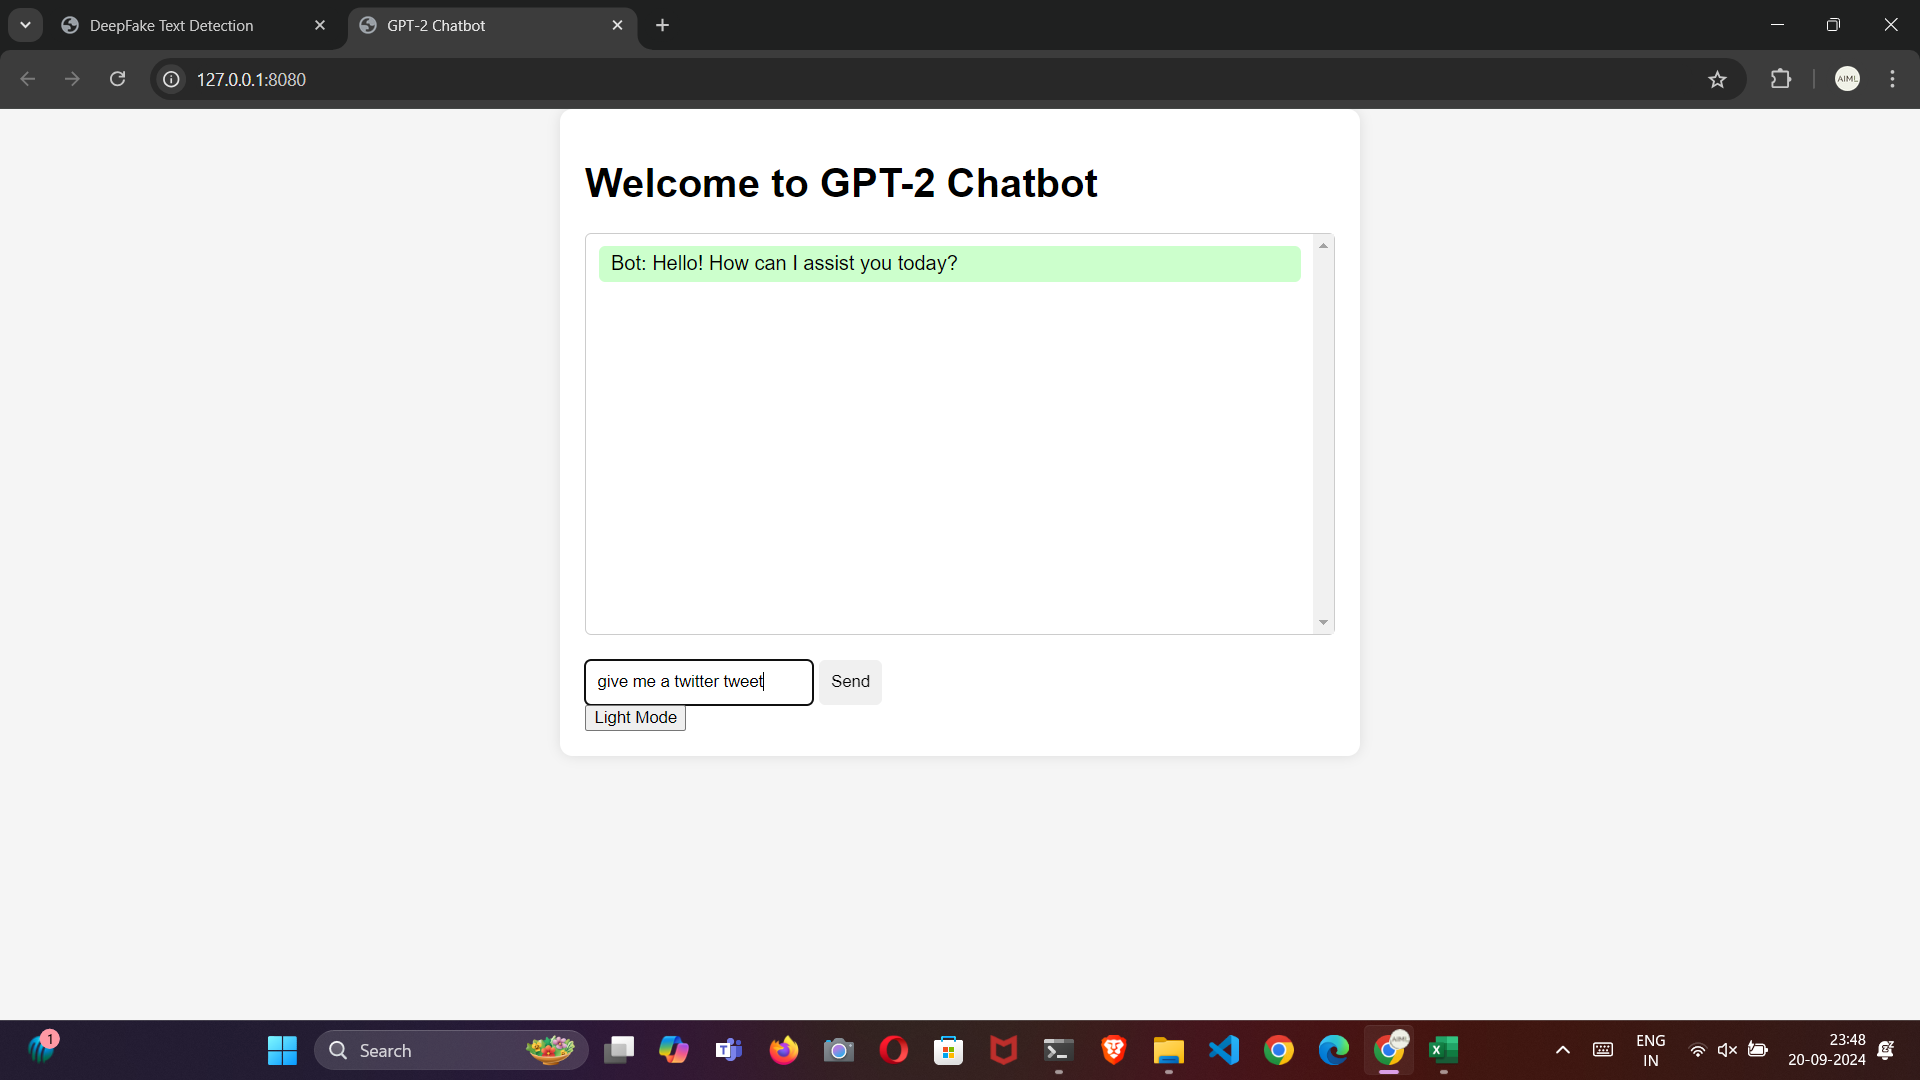 DeepFake Text Detection
GPT-2 Chatbot
127.0.0.1:8080
AIML
Welcome to GPT-2 Chatbot
Bot: Hello! How can I assist you today?
give me a twitter tweet
Send
Light Mode
1
Search
AIML
ENG
IN
23:48
20-09-2024